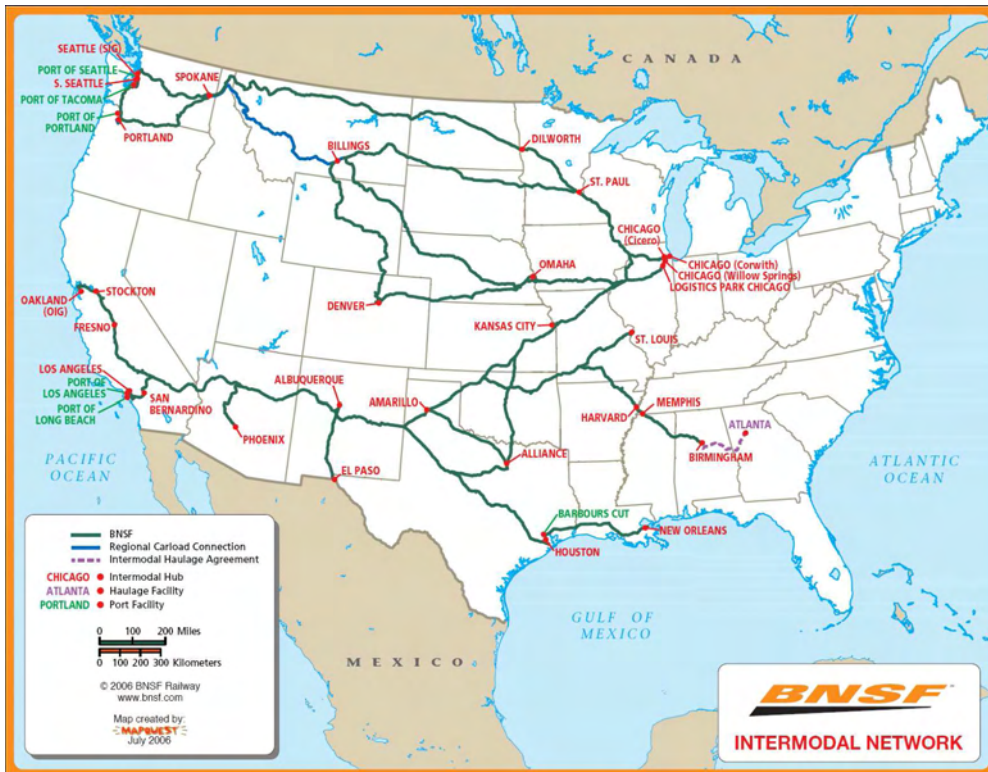 CANADA
SEATTLE (SIG)
PORT OF SEATTLE
S. SEATTLE
PORT OF TACOMA
PORT OF
PORTLAND
PORTLAND
SPOKANE
BILLINGS
DILWORTH
ST. PAUL
CHICAGO
(Cicero)
CHICAGO (Corwith)
CHICAGO (Willow Springs)
LOGISTICS PARK CHICAGO
OMAHA
DENVER
OAKLAND
(OIG)
STOCKTON
FRESNO
KANSAS CITY
ST. LOUIS
LOS ANGELES
PORT OF
LOS ANGELES
PORT OF
LONG BEACH
SAN
BERNARDINO
ALBUQUERQUE
AMARILLO
HARVARD
MEMPHIS
ATLANTA
BIRMINGHAM
PHOENIX
EL PASO
ALLIANCE
PACIFIC
OCEAN
ATLANTIC
OCEAN
BARBOURS CUT
NEW ORLEANS
HOUSTON
GULF OF
MEXICO
MEXICO
BNSF
Regional Carload Connection
Intermodal Haulage Agreement
CHICAGO Intermodal Hub
ATLANTA Haulage Facility
PORTLAND Port Facility
0 100 200 Miles
0 100 200 300 Kilometers
© 2006 BNSF Railway
www.bnsf.com
Map created by:
MAPQUEST
July 2006
BNSF
INTERMODAL NETWORK